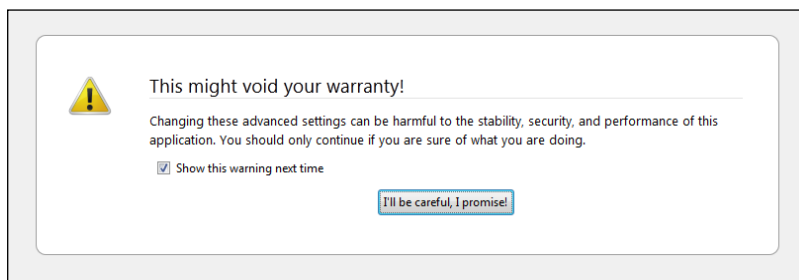 This might void your warranty!
Changing these advanced settings can be harmful to the stability, security, and performance of this
application. You should only continue if you are sure of what you are doing.
Show this warning next time
I'll be careful, I promise!